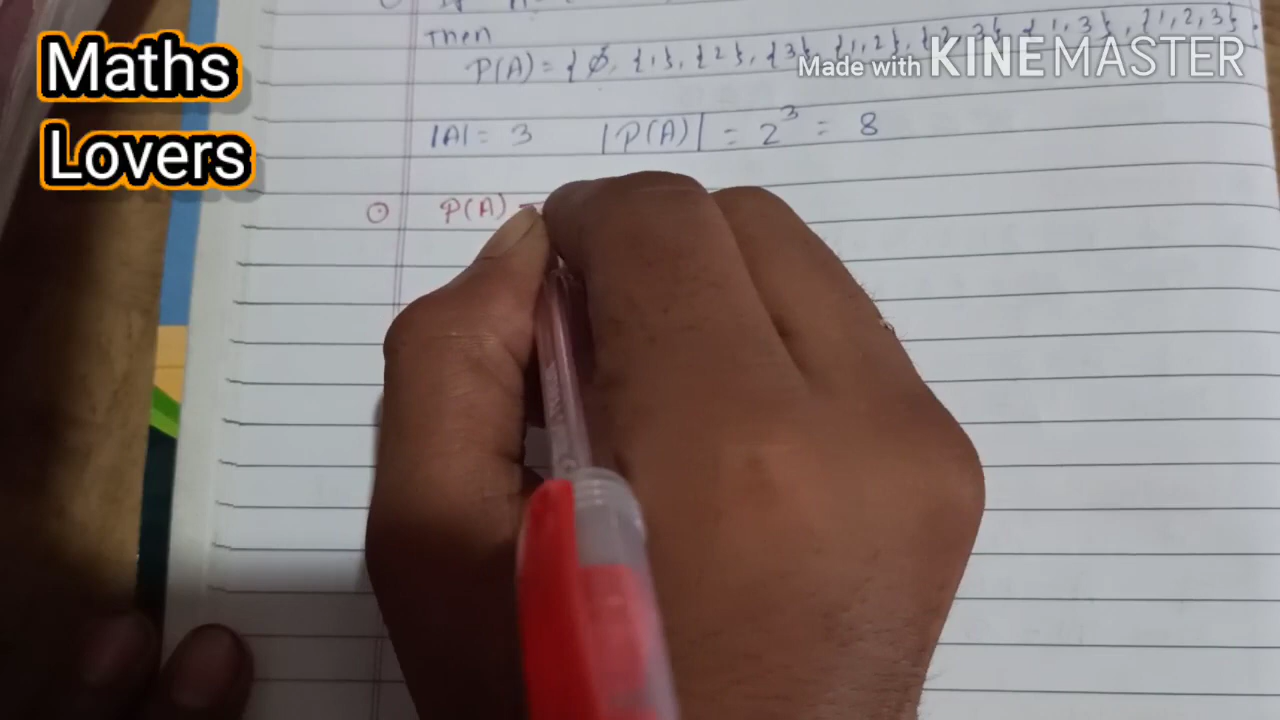 Maths
Lovers
Made with KINEMASTER
Then
P(A) = { ∅, {1}, {2}, {3}, {1,2}, {2,3}, {1,3}, {1,2,3} }.
|A| = 3 |P(A)| = 2³ = 8
P(A)